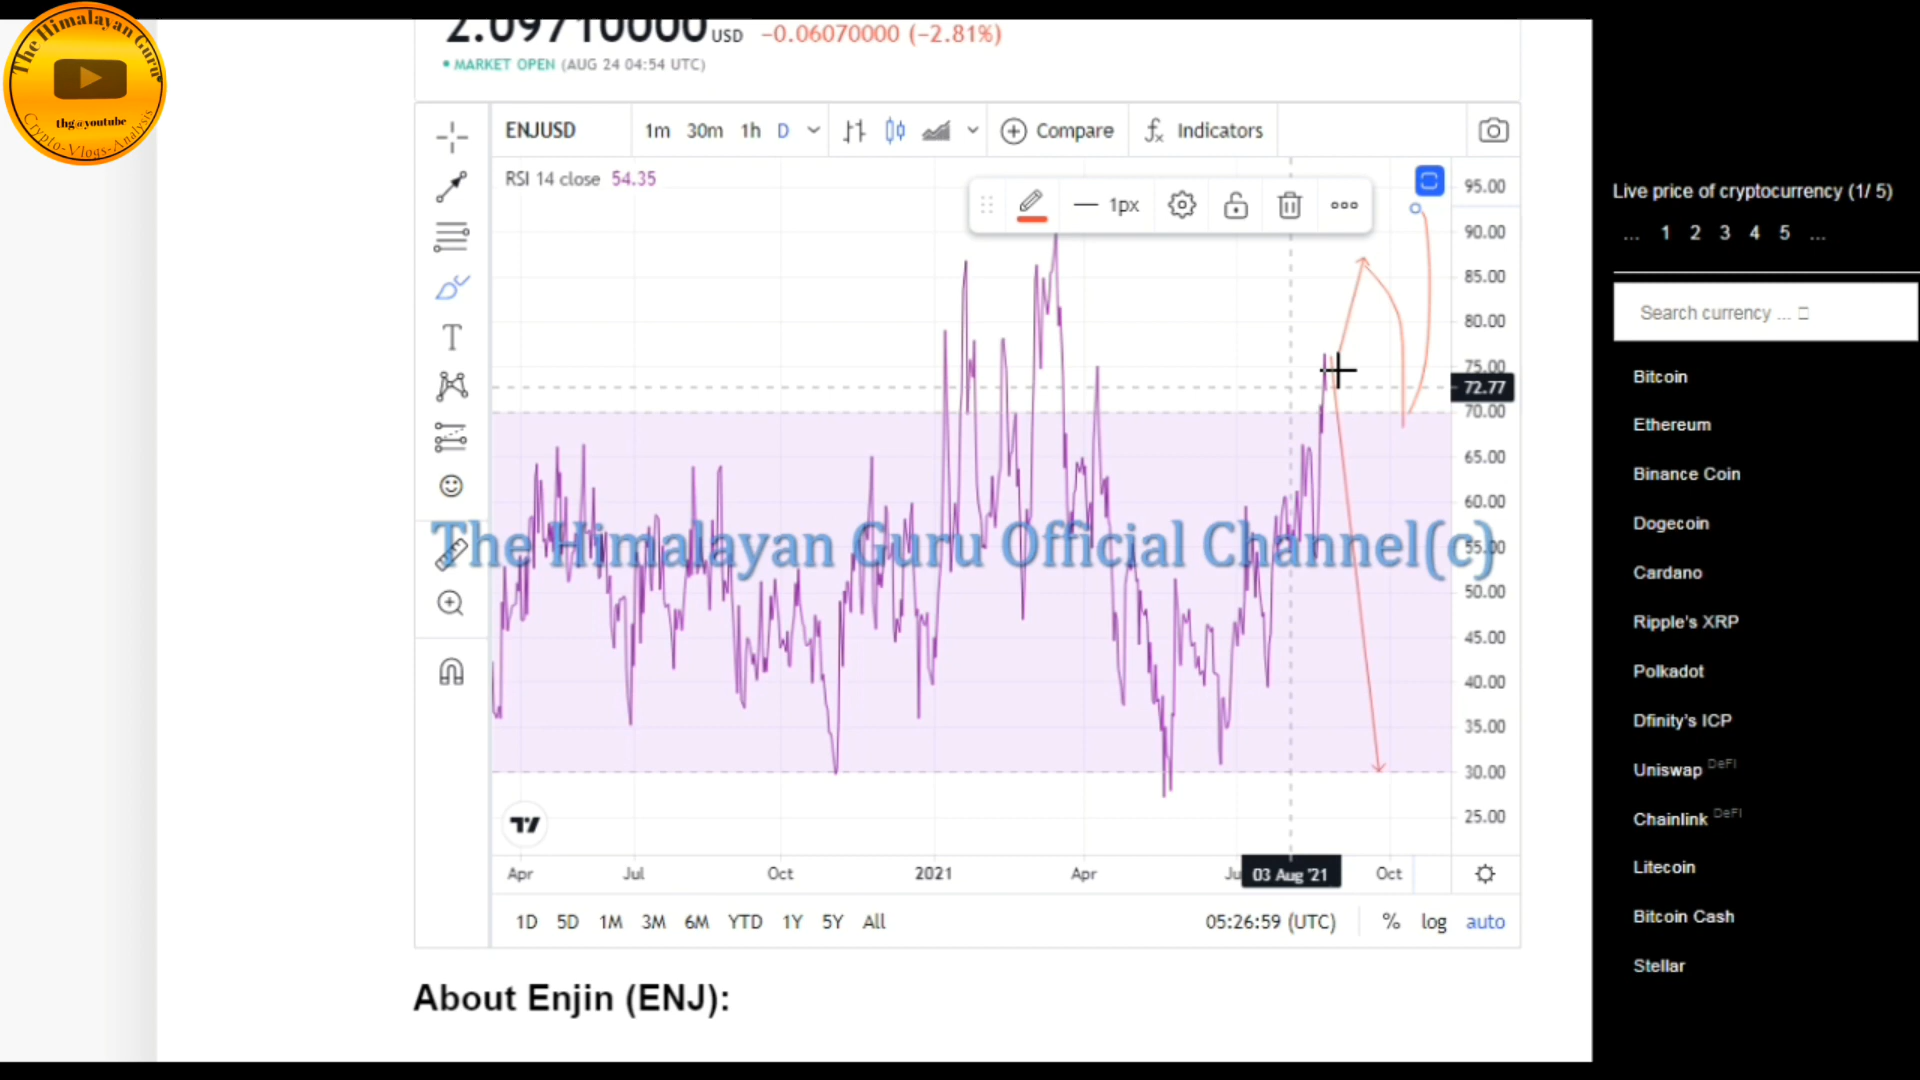 The Himalayan Guru
thg@youtube
Crypto-Vlogs-Analysis
2.09710000 USD −0.06070000 (−2.81%)
MARKET OPEN (AUG 24 04:54 UTC)
ENJUSD 1m 30m 1h D Compare Indicators
RSI 14 close 54.35
1px
95.00
90.00
85.00
80.00
75.00
72.77
70.00
65.00
60.00
55.00
50.00
45.00
40.00
35.00
30.00
25.00
The Himalayan Guru Official Channel(c)
Apr Jul Oct 2021 Apr Ju 03 Aug '21 Oct
1D 5D 1M 3M 6M YTD 1Y 5Y All 05:26:59 (UTC) % log auto
About Enjin (ENJ):
Live price of cryptocurrency (1/ 5)
... 1 2 3 4 5 ...
Search currency ...
Bitcoin
Ethereum
Binance Coin
Dogecoin
Cardano
Ripple's XRP
Polkadot
Dfinity's ICP
Uniswap DeFI
Chainlink DeFI
Litecoin
Bitcoin Cash
Stellar